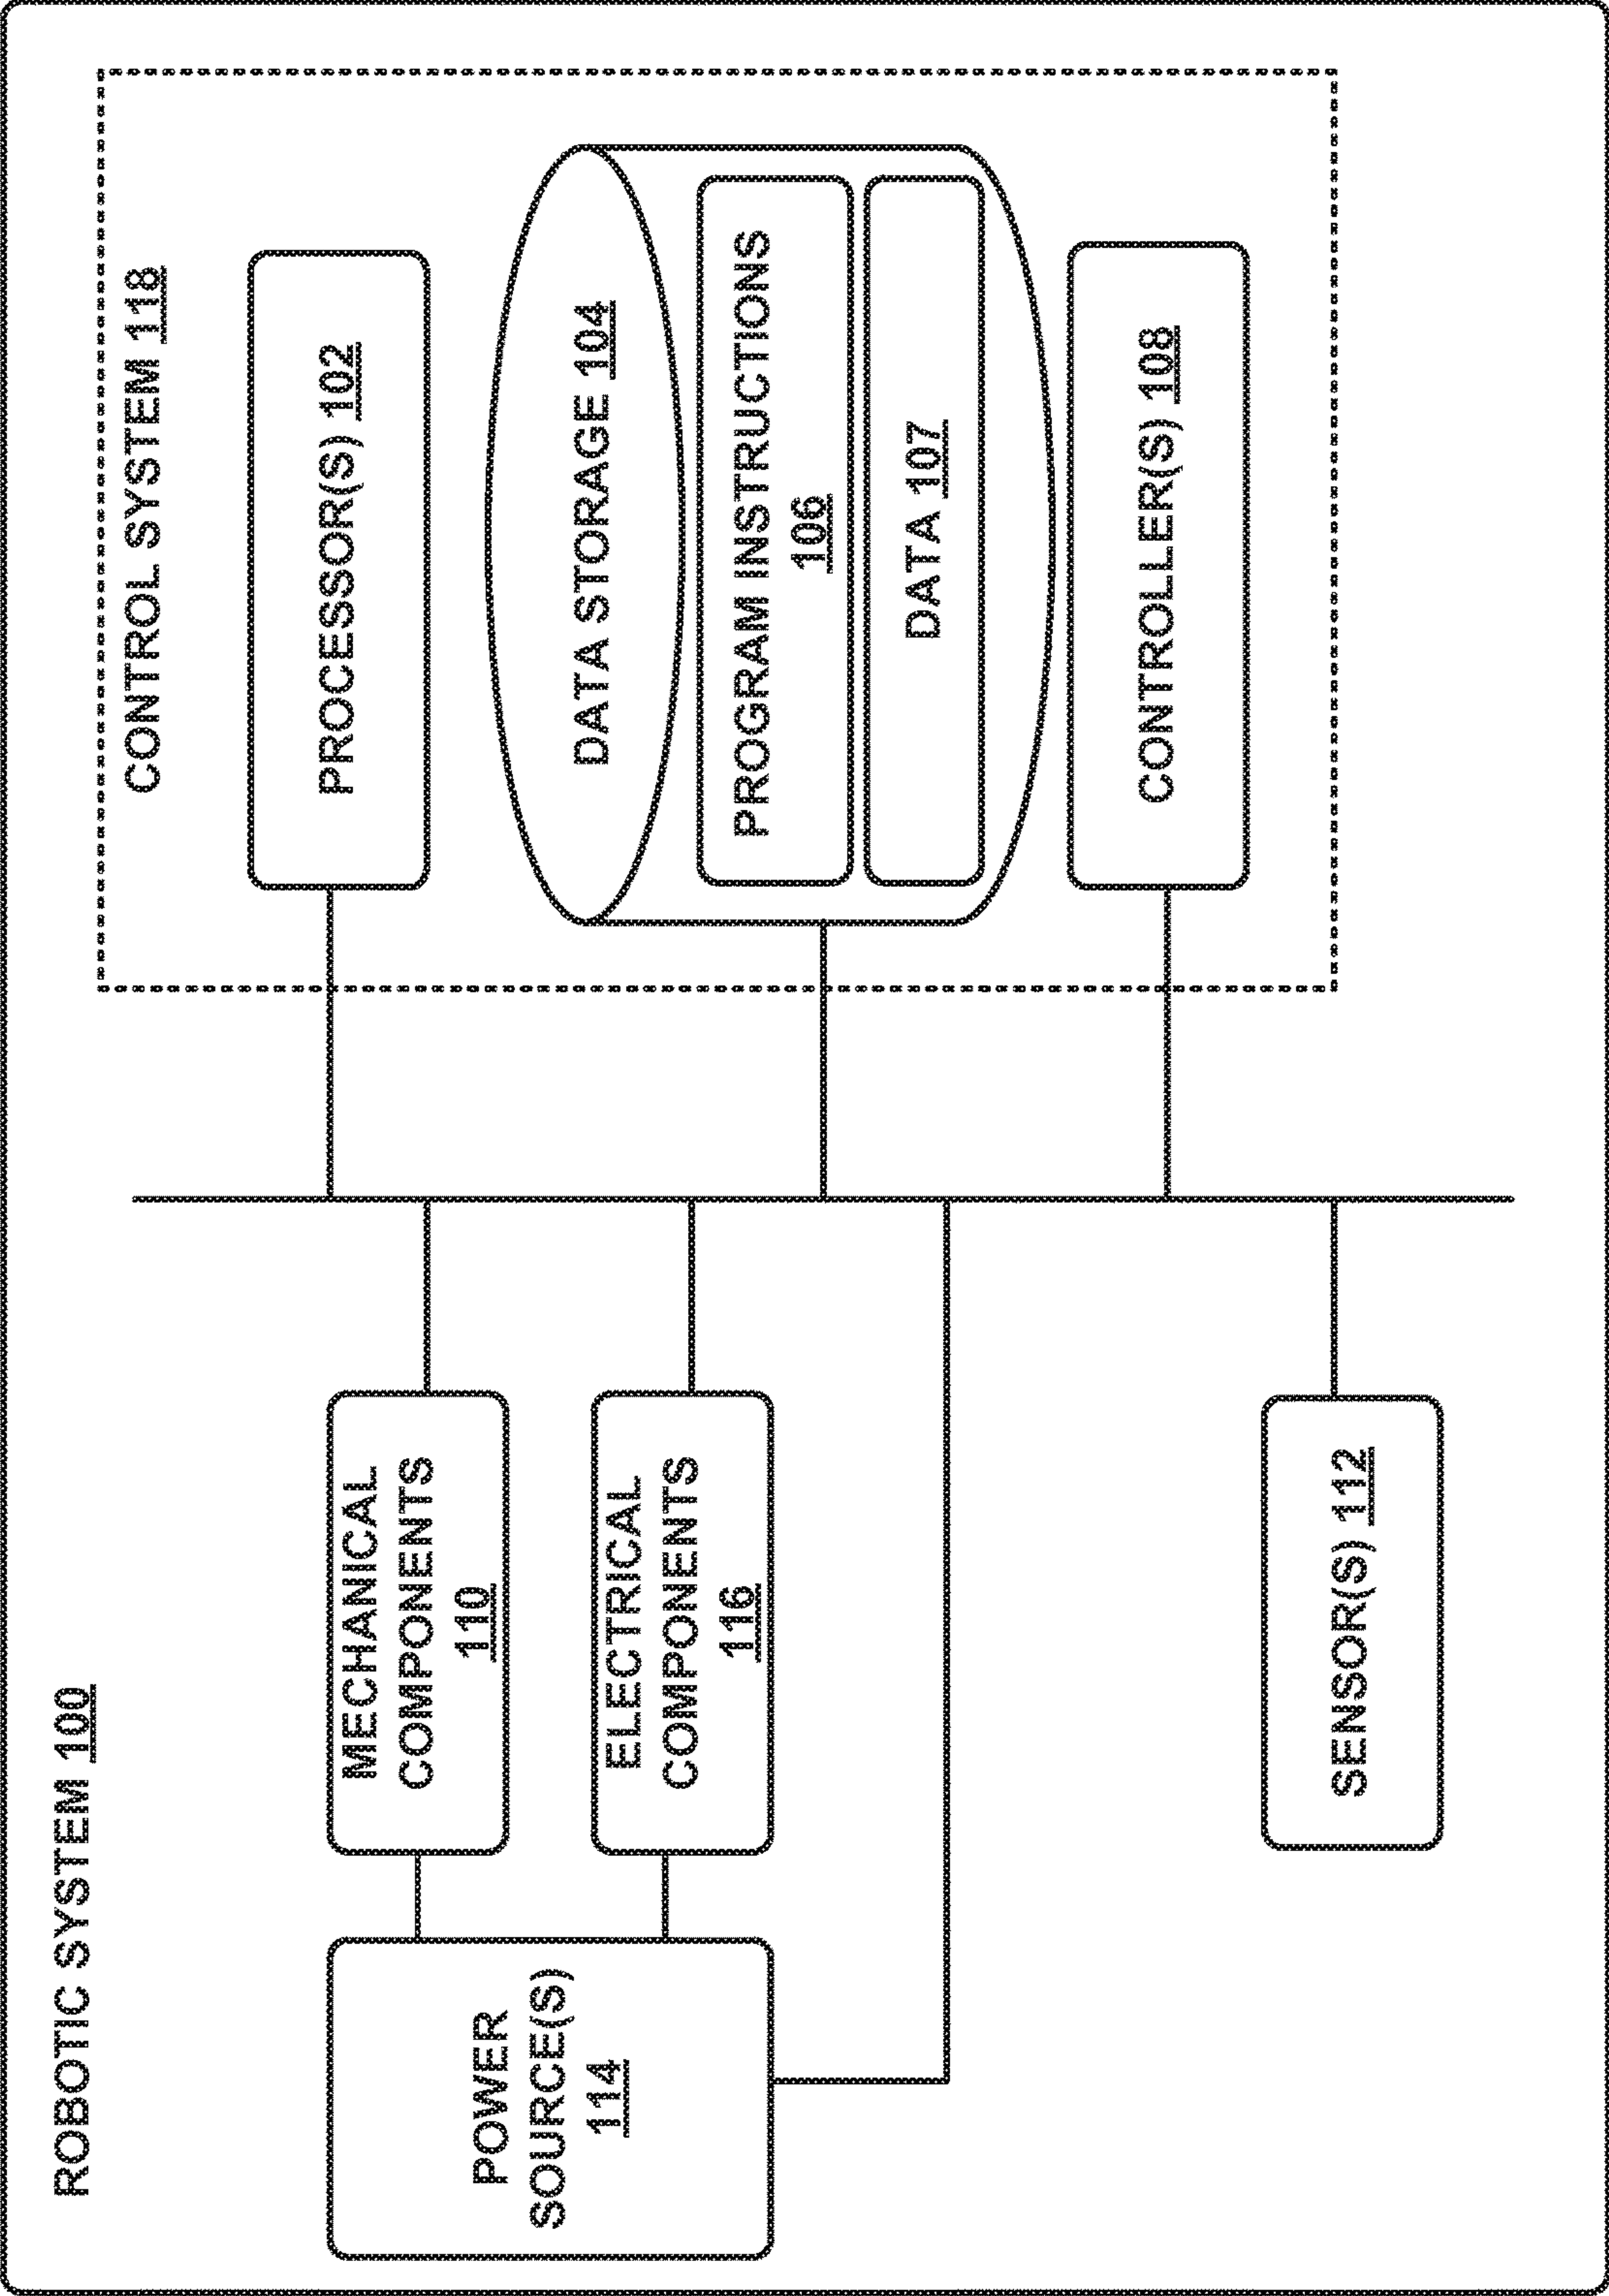 ROBOTIC SYSTEM 100
POWER
SOURCE(S)
114
MECHANICAL
COMPONENTS
110
ELECTRICAL
COMPONENTS
116
SENSOR(S) 112
CONTROL SYSTEM 118
PROCESSOR(S) 102
DATA STORAGE 104
PROGRAM INSTRUCTIONS
106
DATA 107
CONTROLLER(S) 108